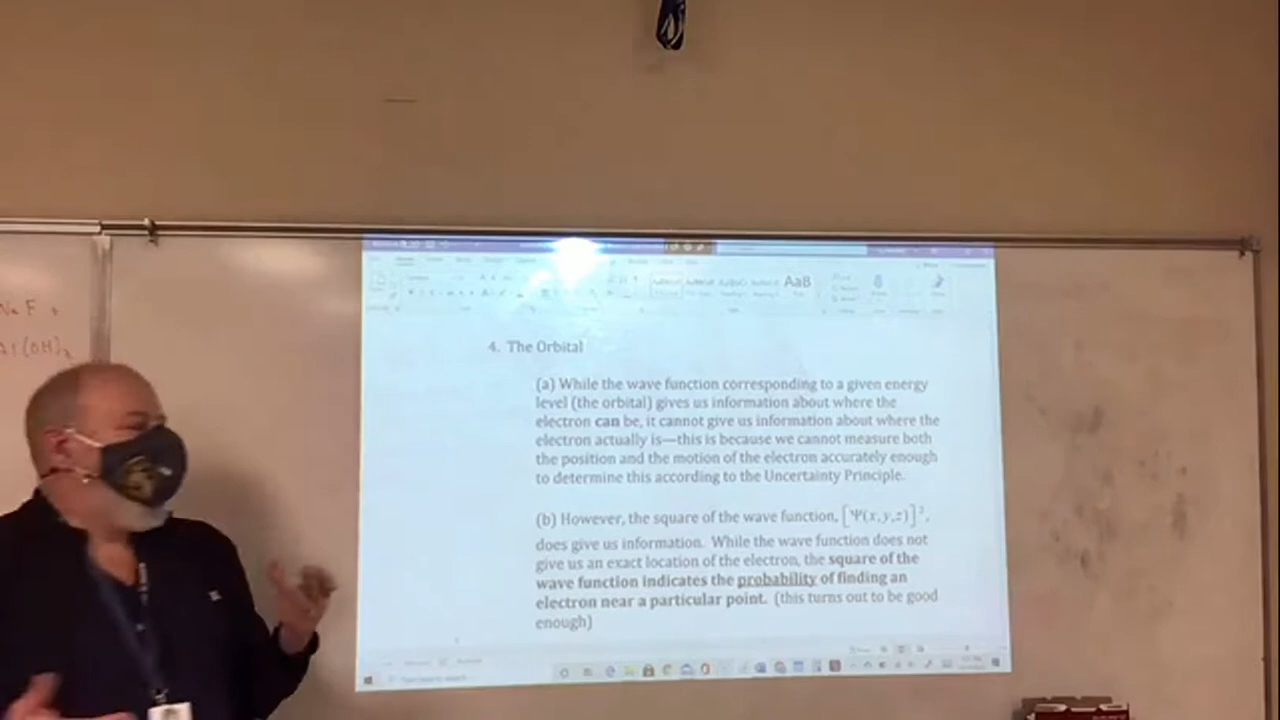 AaB
4. The Orbital
(a) While the wave function corresponding to a given energy
level (the orbital) gives us information about where the
electron can be, it cannot give us information about where the
electron actually is—this is because we cannot measure both
the position and the motion of the electron accurately enough
to determine this according to the Uncertainty Principle.
(b) However, the square of the wave function, [Ψ(x,y,z)]²,
does give us information. While the wave function does not
give us an exact location of the electron, the square of the
wave function indicates the probability of finding an
electron near a particular point. (this turns out to be good
enough)